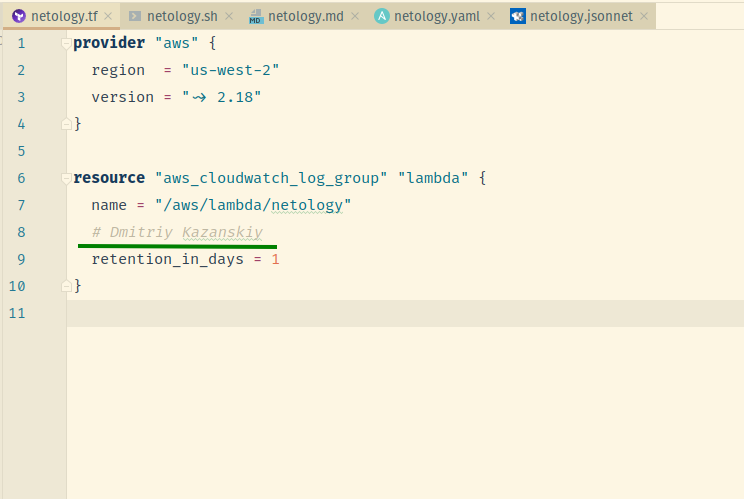 netology.tf netology.sh netology.md netology.yaml netology.jsonnet
1 provider "aws" {
2 region = "us-west-2"
3 version = "~> 2.18"
4 }
5
6 resource "aws_cloudwatch_log_group" "lambda" {
7 name = "/aws/lambda/netology"
8 # Dmitriy Kazanskiy
9 retention_in_days = 1
10 }
11